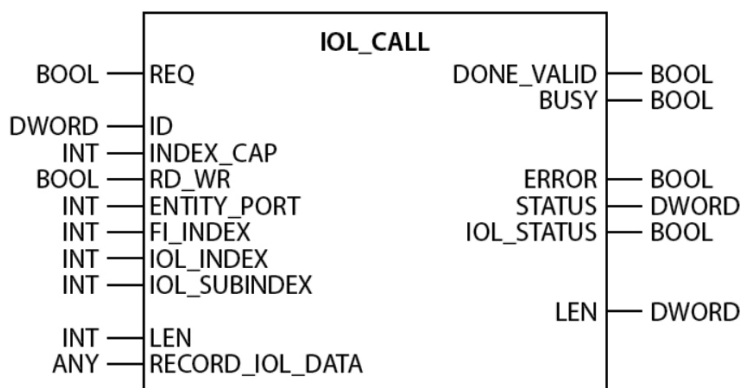 IOL_CALL
BOOL REQ DONE_VALID BOOL
BUSY BOOL
DWORD ID
INT INDEX_CAP
BOOL RD_WR ERROR BOOL
INT ENTITY_PORT STATUS DWORD
INT FI_INDEX IOL_STATUS BOOL
INT IOL_INDEX
INT IOL_SUBINDEX
LEN DWORD
INT LEN
ANY RECORD_IOL_DATA